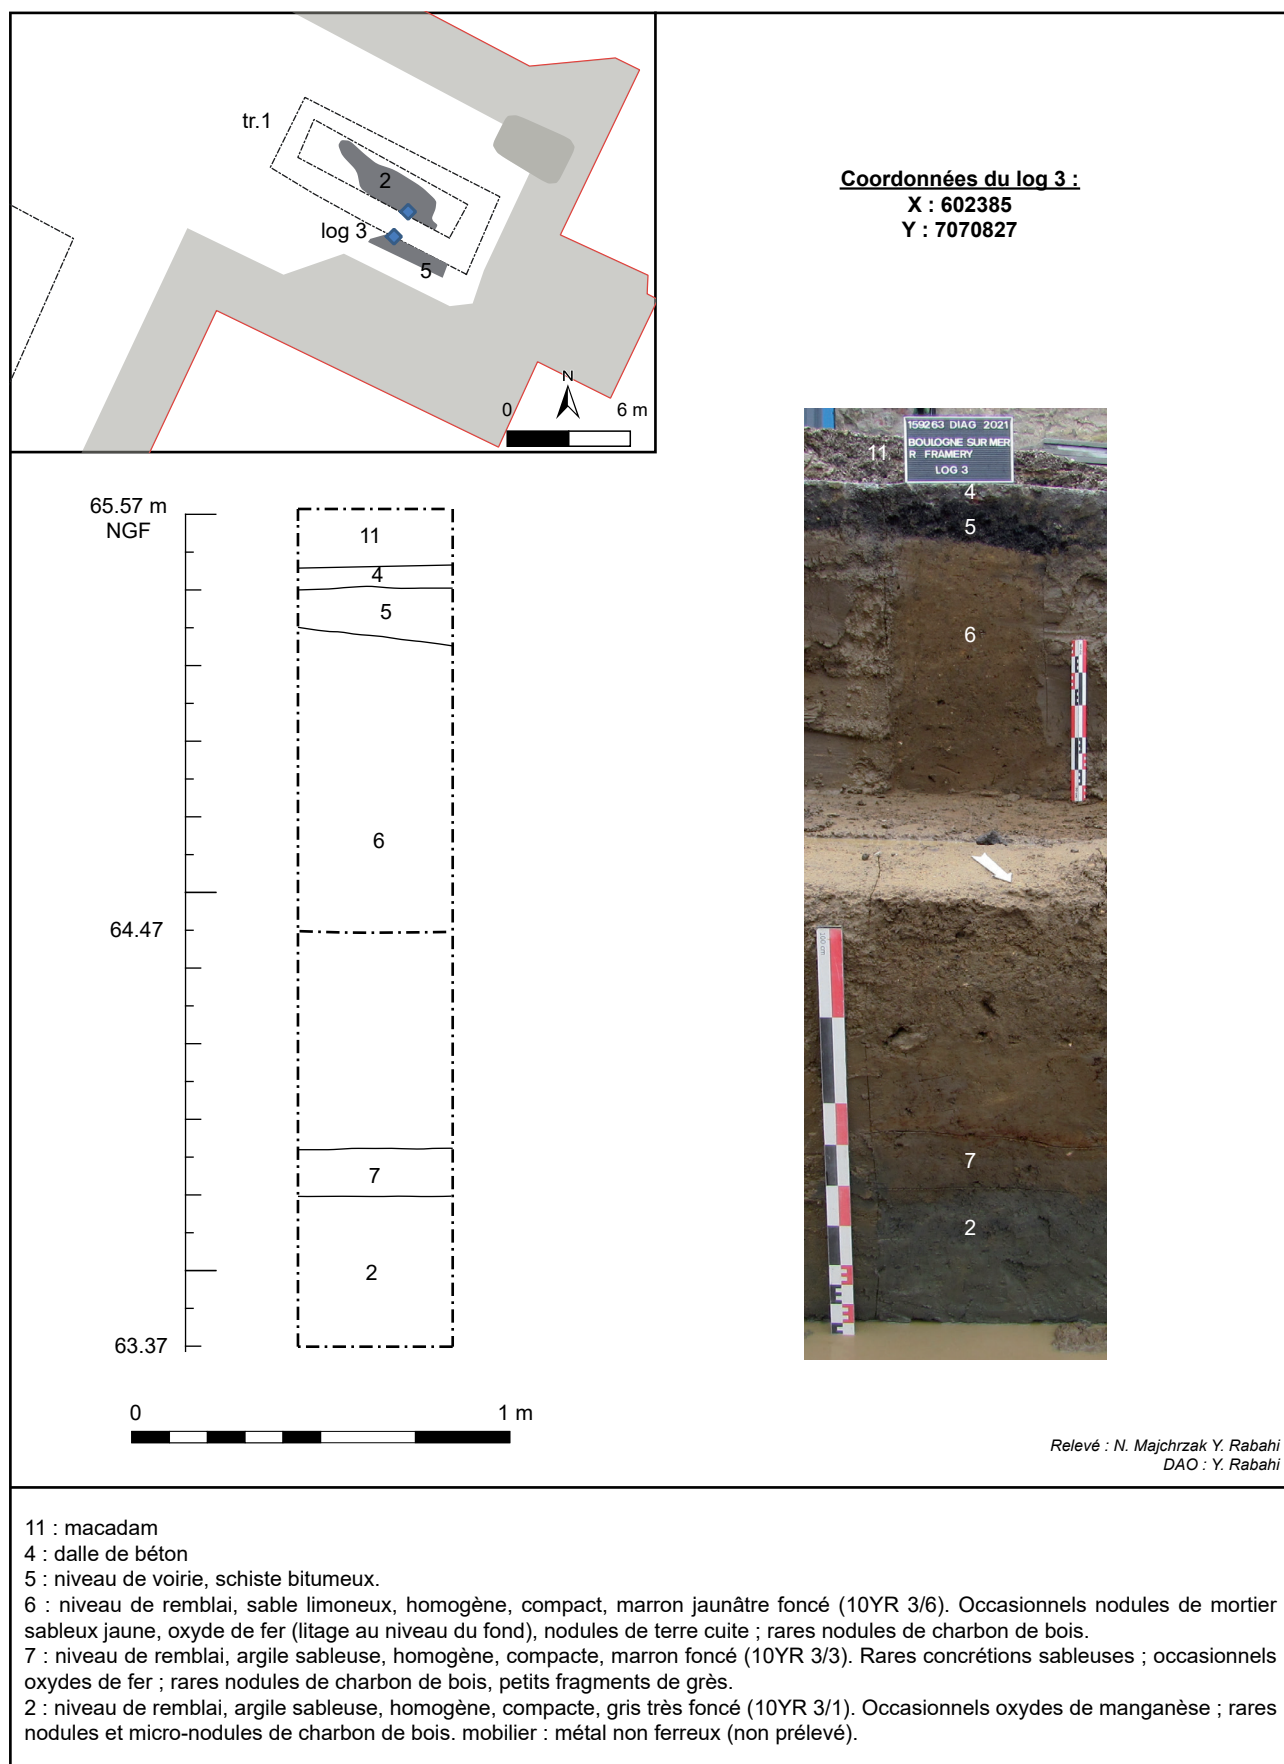 tr.1
2
log 3
5
N
0 6 m
Coordonnées du log 3 :
X : 602385
Y : 7070827
65.57 m
NGF
11
4
5
6
64.47
7
2
63.37
0 1 m
159263 DIAG 2021
BOULOGNE SUR MER
R FRAMERY
LOG 3
11
4
5
6
100 cm
7
2
Relevé : N. Majchrzak Y. Rabahi
DAO : Y. Rabahi
11 : macadam
4 : dalle de béton
5 : niveau de voirie, schiste bitumeux.
6 : niveau de remblai, sable limoneux, homogène, compact, marron jaunâtre foncé (10YR 3/6). Occasionnels nodules de mortier
sableux jaune, oxyde de fer (litage au niveau du fond), nodules de terre cuite ; rares nodules de charbon de bois.
7 : niveau de remblai, argile sableuse, homogène, compacte, marron foncé (10YR 3/3). Rares concrétions sableuses ; occasionnels
oxydes de fer ; rares nodules de charbon de bois, petits fragments de grès.
2 : niveau de remblai, argile sableuse, homogène, compacte, gris très foncé (10YR 3/1). Occasionnels oxydes de manganèse ; rares
nodules et micro-nodules de charbon de bois. mobilier : métal non ferreux (non prélevé).